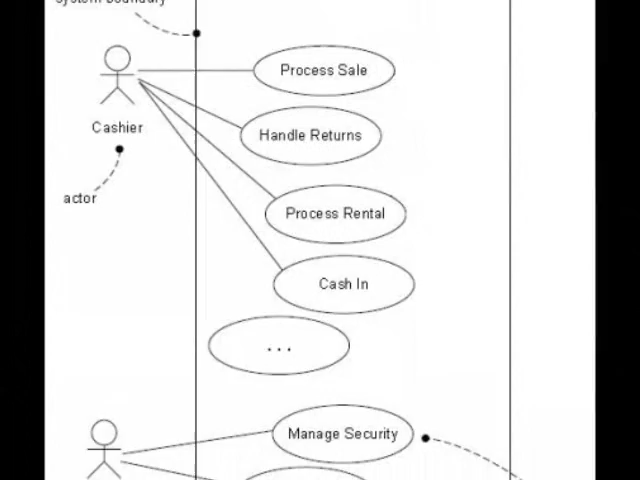 system boundary
Process Sale
Cashier
Handle Returns
actor
Process Rental
Cash In
...
Manage Security